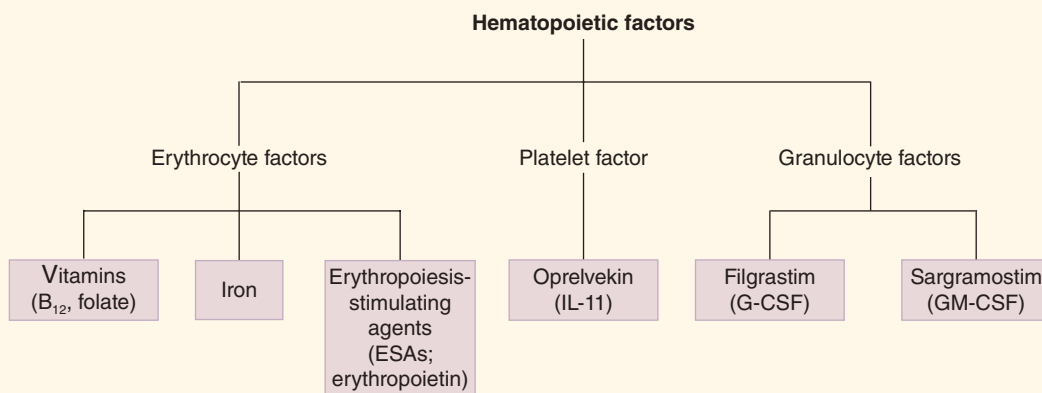 Hematopoietic factors
Erythrocyte factors
Platelet factor
Granulocyte factors
Vitamins
(B₁₂, folate)
Iron
Erythropoiesis-
stimulating
agents
(ESAs;
erythropoietin)
Oprelvekin
(IL-11)
Filgrastim
(G-CSF)
Sargramostim
(GM-CSF)